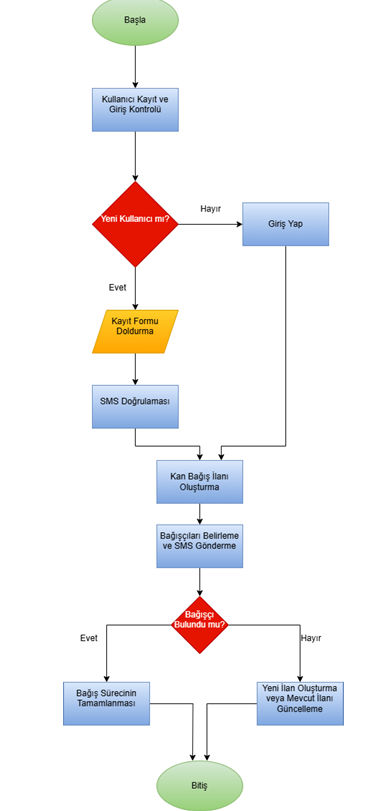 Başla
Kullanıcı Kayıt ve
Giriş Kontrolü
Yeni Kullanıcı mı?
Hayır
Giriş Yap
Evet
Kayıt Formu
Doldurma
SMS Doğrulaması
Kan Bağış İlanı
Oluşturma
Bağışçıları Belirleme
ve SMS Gönderme
Bağışçı
Bulundu mu?
Evet
Hayır
Bağış Sürecinin
Tamamlanması
Yeni İlan Oluşturma
veya Mevcut İlanı
Güncelleme
Bitiş